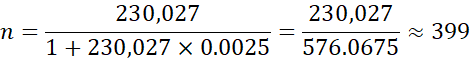 n = 230,027 / (1 + 230,027 × 0.0025) = 230,027 / 576.0675 ≈ 399